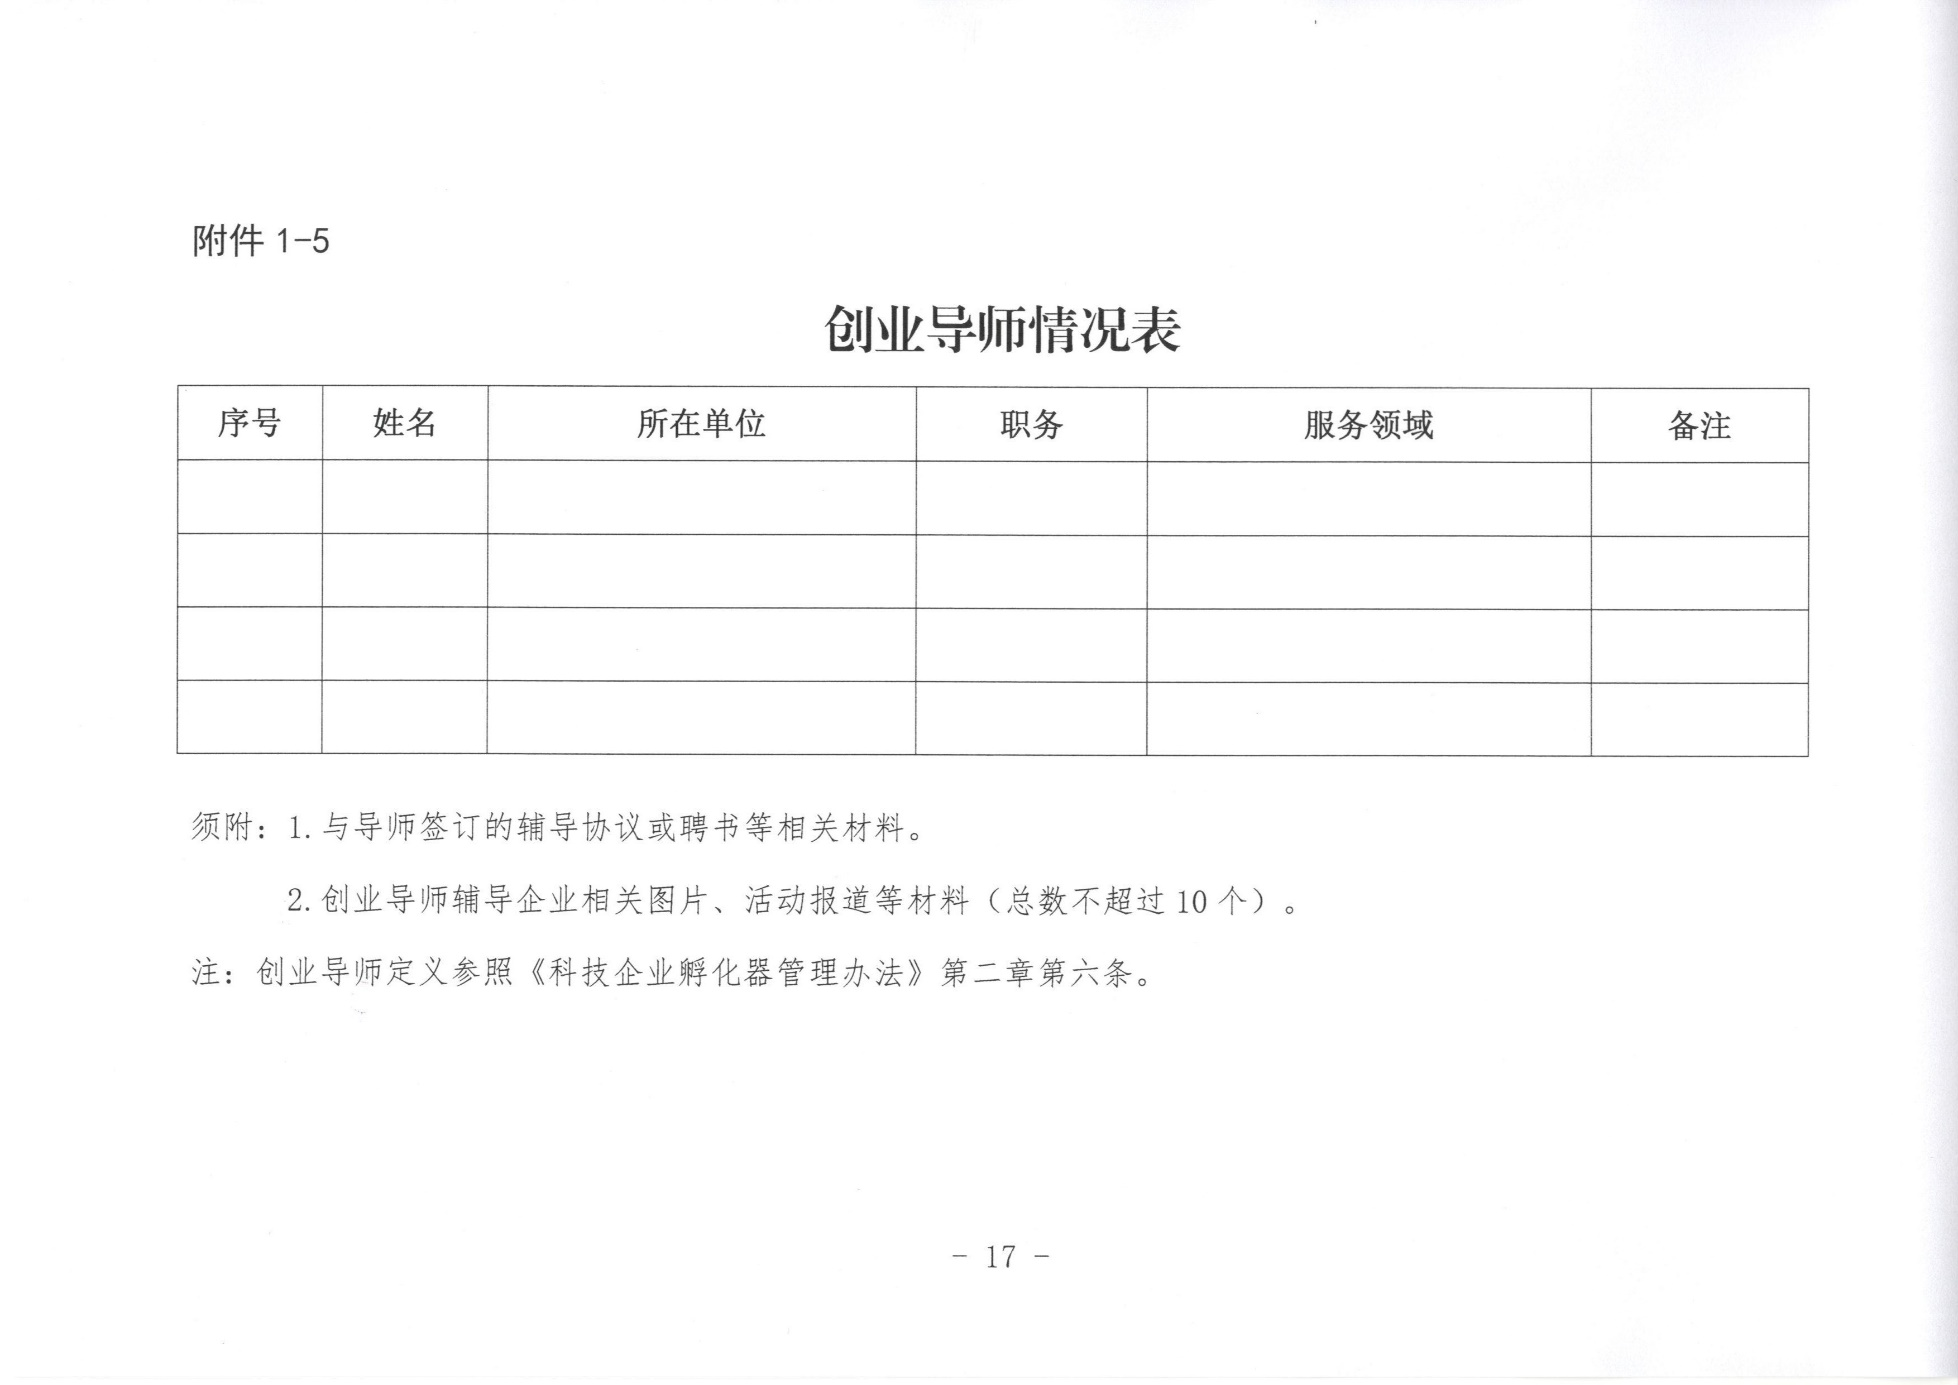 附件 1-5
创业导师情况表
序号 姓名 所在单位 职务 服务领域 备注
须附：1.与导师签订的辅导协议或聘书等相关材料。
2.创业导师辅导企业相关图片、活动报道等材料（总数不超过 10 个）。
注：创业导师定义参照《科技企业孵化器管理办法》第二章第六条。
- 17 -